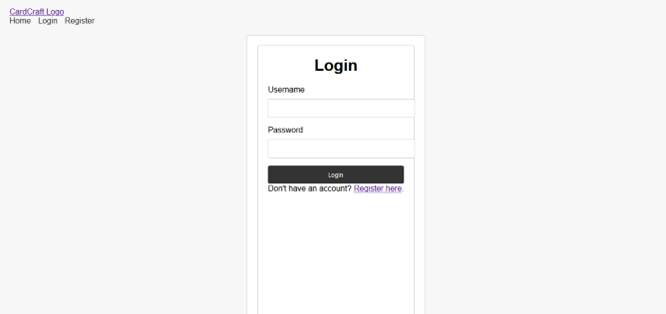 CardCraft Logo
Home Login Register
Login
Username
Password
Login
Don't have an account? Register here.